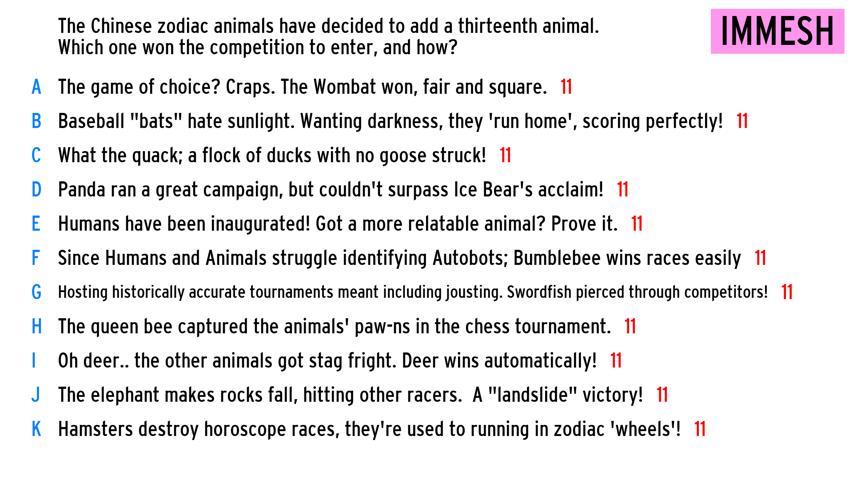 The Chinese zodiac animals have decided to add a thirteenth animal.
Which one won the competition to enter, and how?
IMMESH
A The game of choice? Craps. The Wombat won, fair and square. 11
B Baseball "bats" hate sunlight. Wanting darkness, they 'run home', scoring perfectly! 11
C What the quack; a flock of ducks with no goose struck! 11
D Panda ran a great campaign, but couldn't surpass Ice Bear's acclaim! 11
E Humans have been inaugurated! Got a more relatable animal? Prove it. 11
F Since Humans and Animals struggle identifying Autobots; Bumblebee wins races easily 11
G Hosting historically accurate tournaments meant including jousting. Swordfish pierced through competitors! 11
H The queen bee captured the animals' paw-ns in the chess tournament. 11
I Oh deer.. the other animals got stag fright. Deer wins automatically! 11
J The elephant makes rocks fall, hitting other racers. A "landslide" victory! 11
K Hamsters destroy horoscope races, they're used to running in zodiac 'wheels'! 11